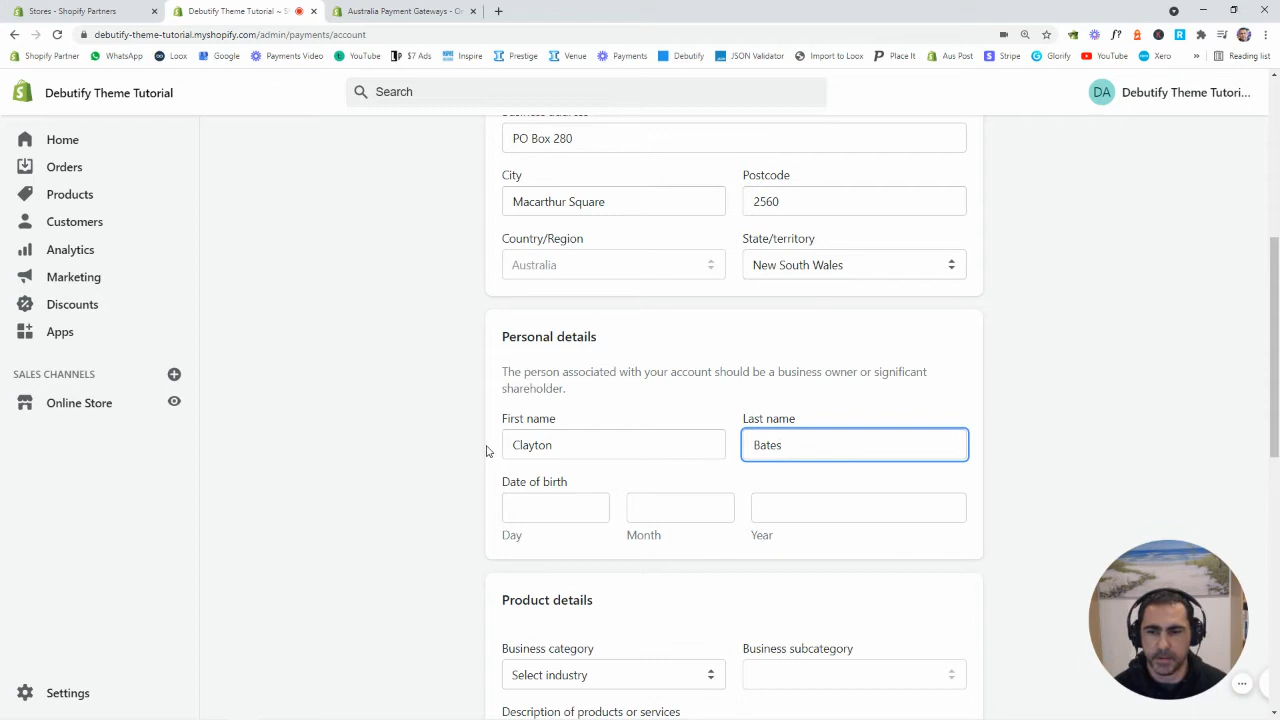 Stores - Shopify Partners
Debutify Theme Tutorial ~ S
Australia Payment Gateways - On
debutify-theme-tutorial.myshopify.com/admin/payments/account
Shopify Partner
WhatsApp
Loox
Google
Payments Video
YouTube
$7 Ads
Prestige
Venue
Payments
Debutify
JSON Validator
Import to Loox
Place It
Aus Post
Stripe
Glorify
YouTube
Xero
Reading list
Debutify Theme Tutorial
Search
DA
Debutify Theme Tutori...
Home
Orders
Products
Customers
Analytics
Marketing
Discounts
Apps
SALES CHANNELS
Online Store
Settings
PO Box 280
City
Postcode
Macarthur Square
2560
Country/Region
State/territory
Australia
New South Wales
Personal details
The person associated with your account should be a business owner or significant
shareholder.
First name
Last name
Clayton
Bates
Date of birth
Day
Month
Year
Product details
Business category
Business subcategory
Select industry
Description of products or services